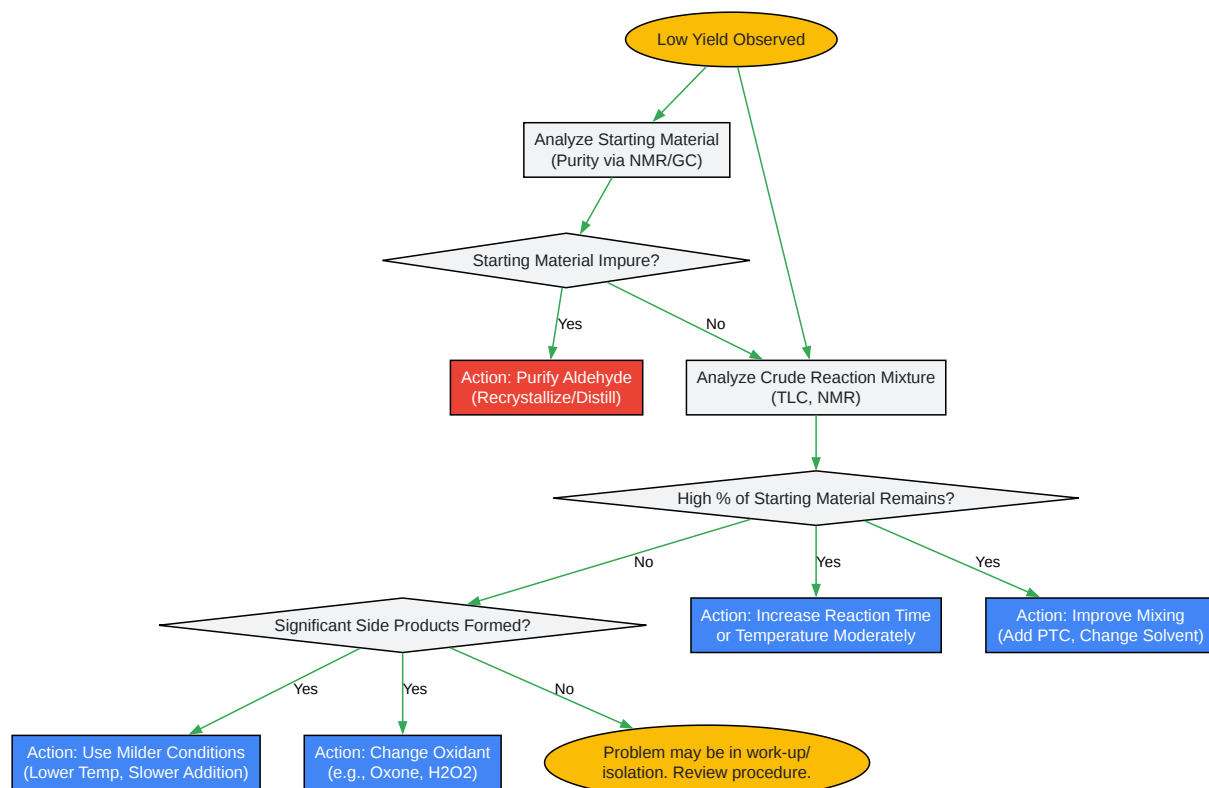 Low Yield Observed
Analyze Starting Material
(Purity via NMR/GC)
Starting Material Impure?
Yes
No
Action: Purify Aldehyde
(Recrystallize/Distill)
Analyze Crude Reaction Mixture
(TLC, NMR)
High % of Starting Material Remains?
No
Yes
Yes
Significant Side Products Formed?
Action: Increase Reaction Time
or Temperature Moderately
Action: Improve Mixing
(Add PTC, Change Solvent)
Yes
Yes
No
Action: Use Milder Conditions
(Lower Temp, Slower Addition)
Action: Change Oxidant
(e.g., Oxone, H2O2)
Problem may be in work-up/
isolation. Review procedure.